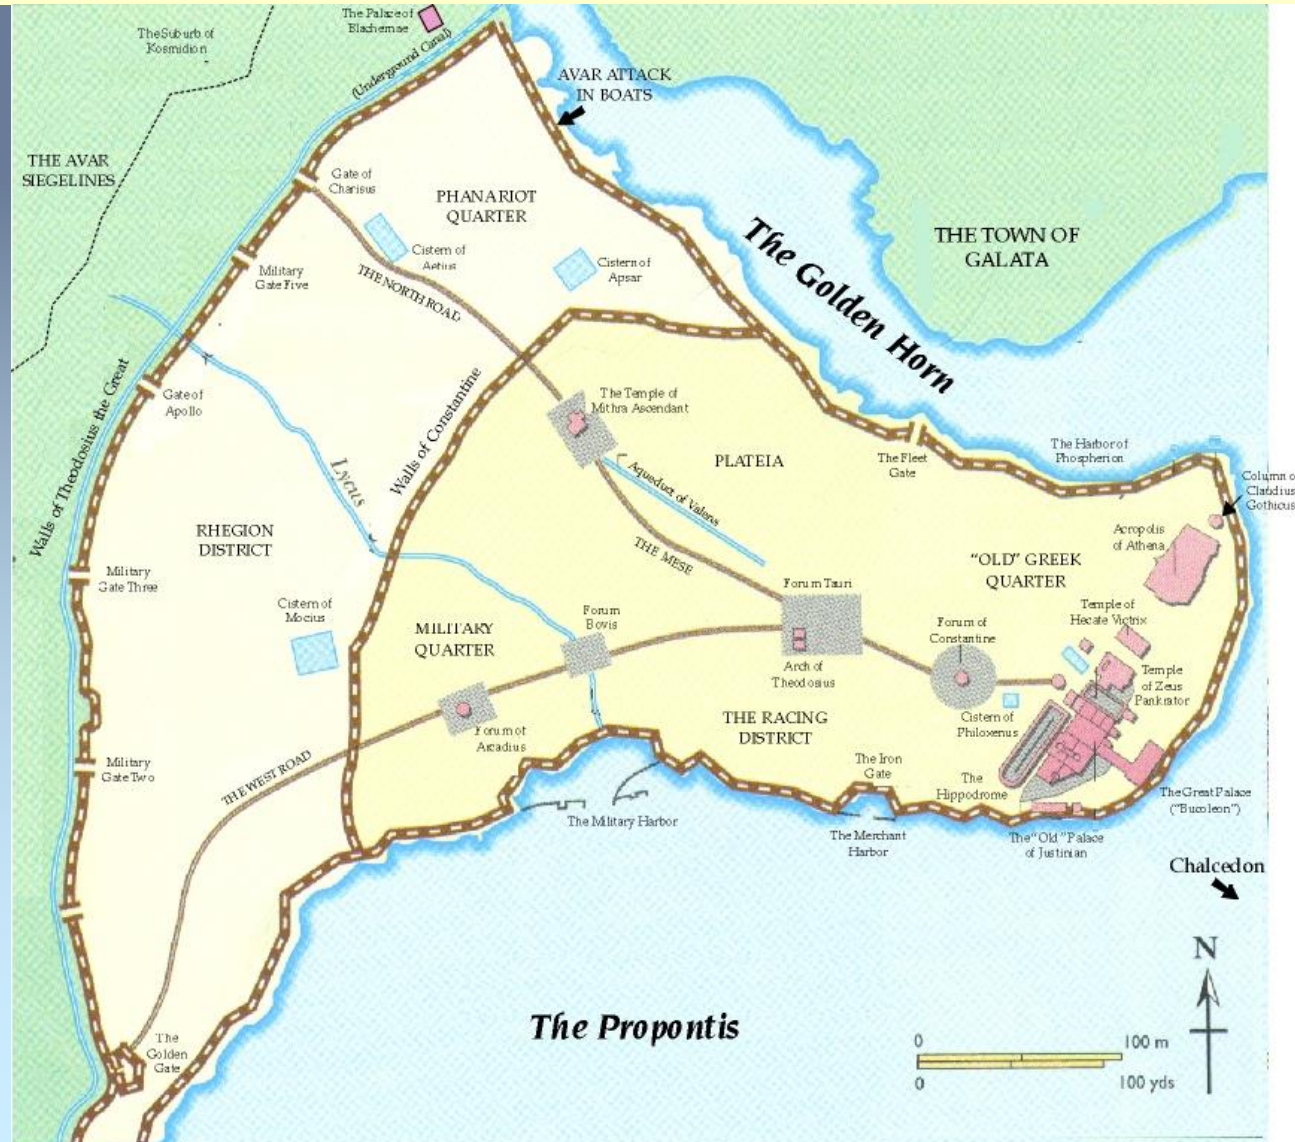 The Palace of
Blachernae
The Suburb of
Kosmidion
(Underground Canal)
AVAR ATTACK
IN BOATS
THE AVAR
SIEGELINES
Gate of
Charisus
PHANARIOT
QUARTER
The Golden Horn
THE TOWN OF
GALATA
Cistern of
Aetius
Cistern of
Apsar
Military
Gate Five
THE NORTH ROAD
Gate of
Apollo
Walls of Theodosius the Great
Walls of Constantine
The Temple of
Mithra Ascendant
Lycus
PLATEIA
The Fleet
Gate
The Harbor of
Phospherion
Column o
Claudius
Gothicus
Aqueduct of Valens
RHEGION
DISTRICT
THE MESE
Acropolis
of Athena
"OLD" GREEK
QUARTER
Military
Gate Three
Forum Tauri
Cistern of
Mocius
Forum
Bovis
Temple of
Hecate Victrix
MILITARY
QUARTER
Forum of
Constantine
Arch of
Theodosius
Temple
of Zeus
Pankrator
Forum of
Arcadius
THE RACING
DISTRICT
Cistern of
Philoxenus
Military
Gate Two
THE WEST ROAD
The Iron
Gate
The
Hippodrome
The Great Palace
("Bucoleon")
The Military Harbor
The Merchant
Harbor
The "Old" Palace
of Justinian
Chalcedon
N
The Propontis
The
Golden
Gate
0
100 m
0
100 yds